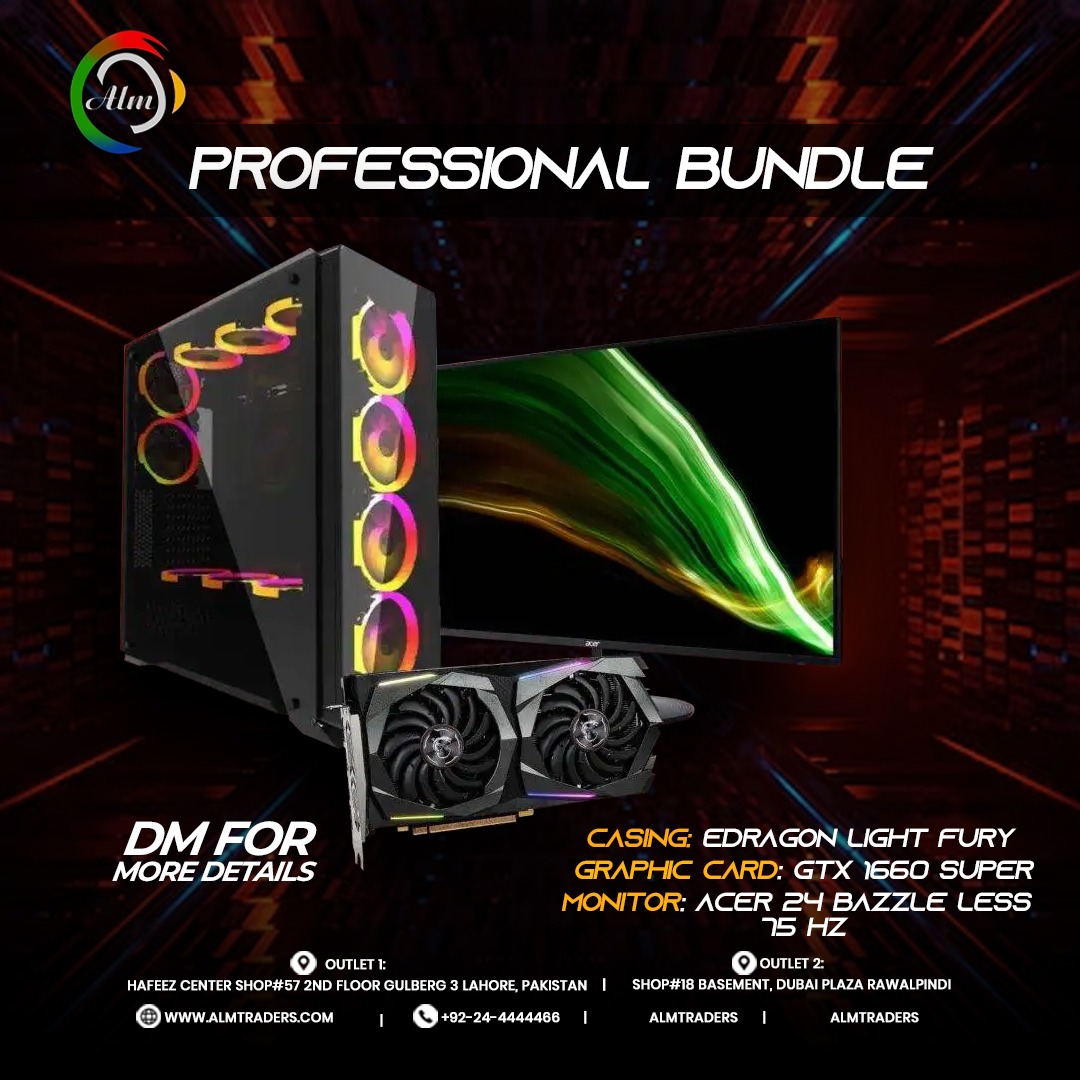 Alm
PROFESSIONAL BUNDLE
acer
DM FOR
MORE DETAILS
CASING: EDRAGON LIGHT FURY
GRAPHIC CARD: GTX 1660 SUPER
MONITOR: ACER 24 BAZZLE LESS
75 HZ
OUTLET 1:
HAFEEZ CENTER SHOP#57 2ND FLOOR GULBERG 3 LAHORE, PAKISTAN |
OUTLET 2:
SHOP#18 BASEMENT, DUBAI PLAZA RAWALPINDI
WWW.ALMTRADERS.COM | +92-24-4444466 | ALMTRADERS | ALMTRADERS